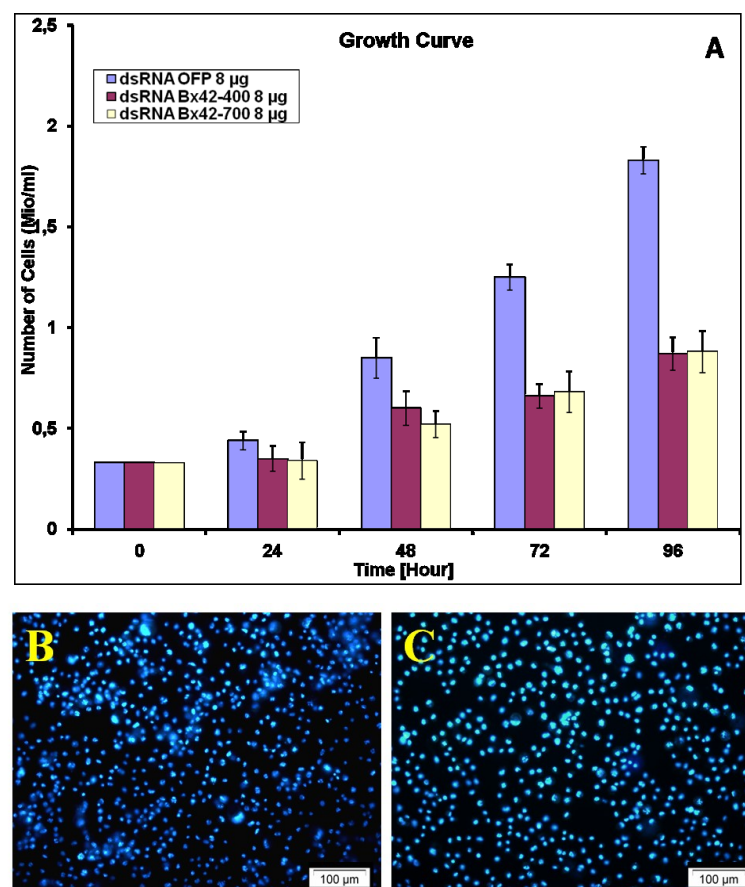 Growth Curve
A
dsRNA OFP 8 µg
dsRNA Bx42-400 8 µg
dsRNA Bx42-700 8 µg
Number of Cells (Mio/ml)
2,5
2
1,5
1
0,5
0
0 24 48 72 96
Time [Hour]
B
C
100 µm
100 µm